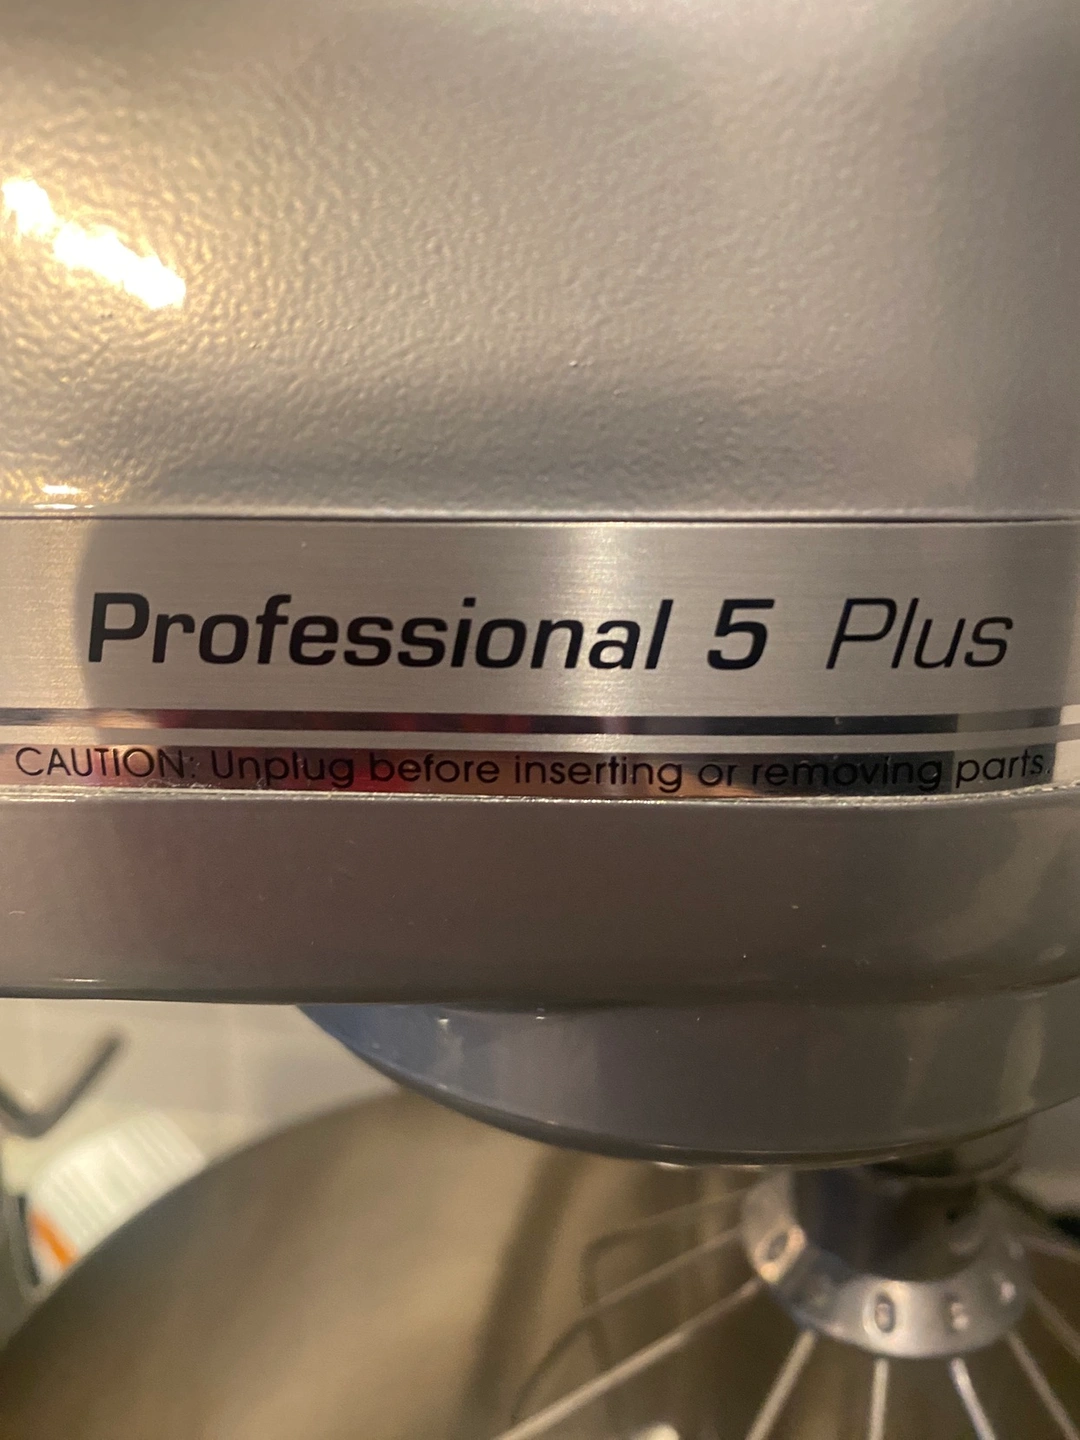 Professional 5 Plus
CAUTION: Unplug before inserting or removing parts.